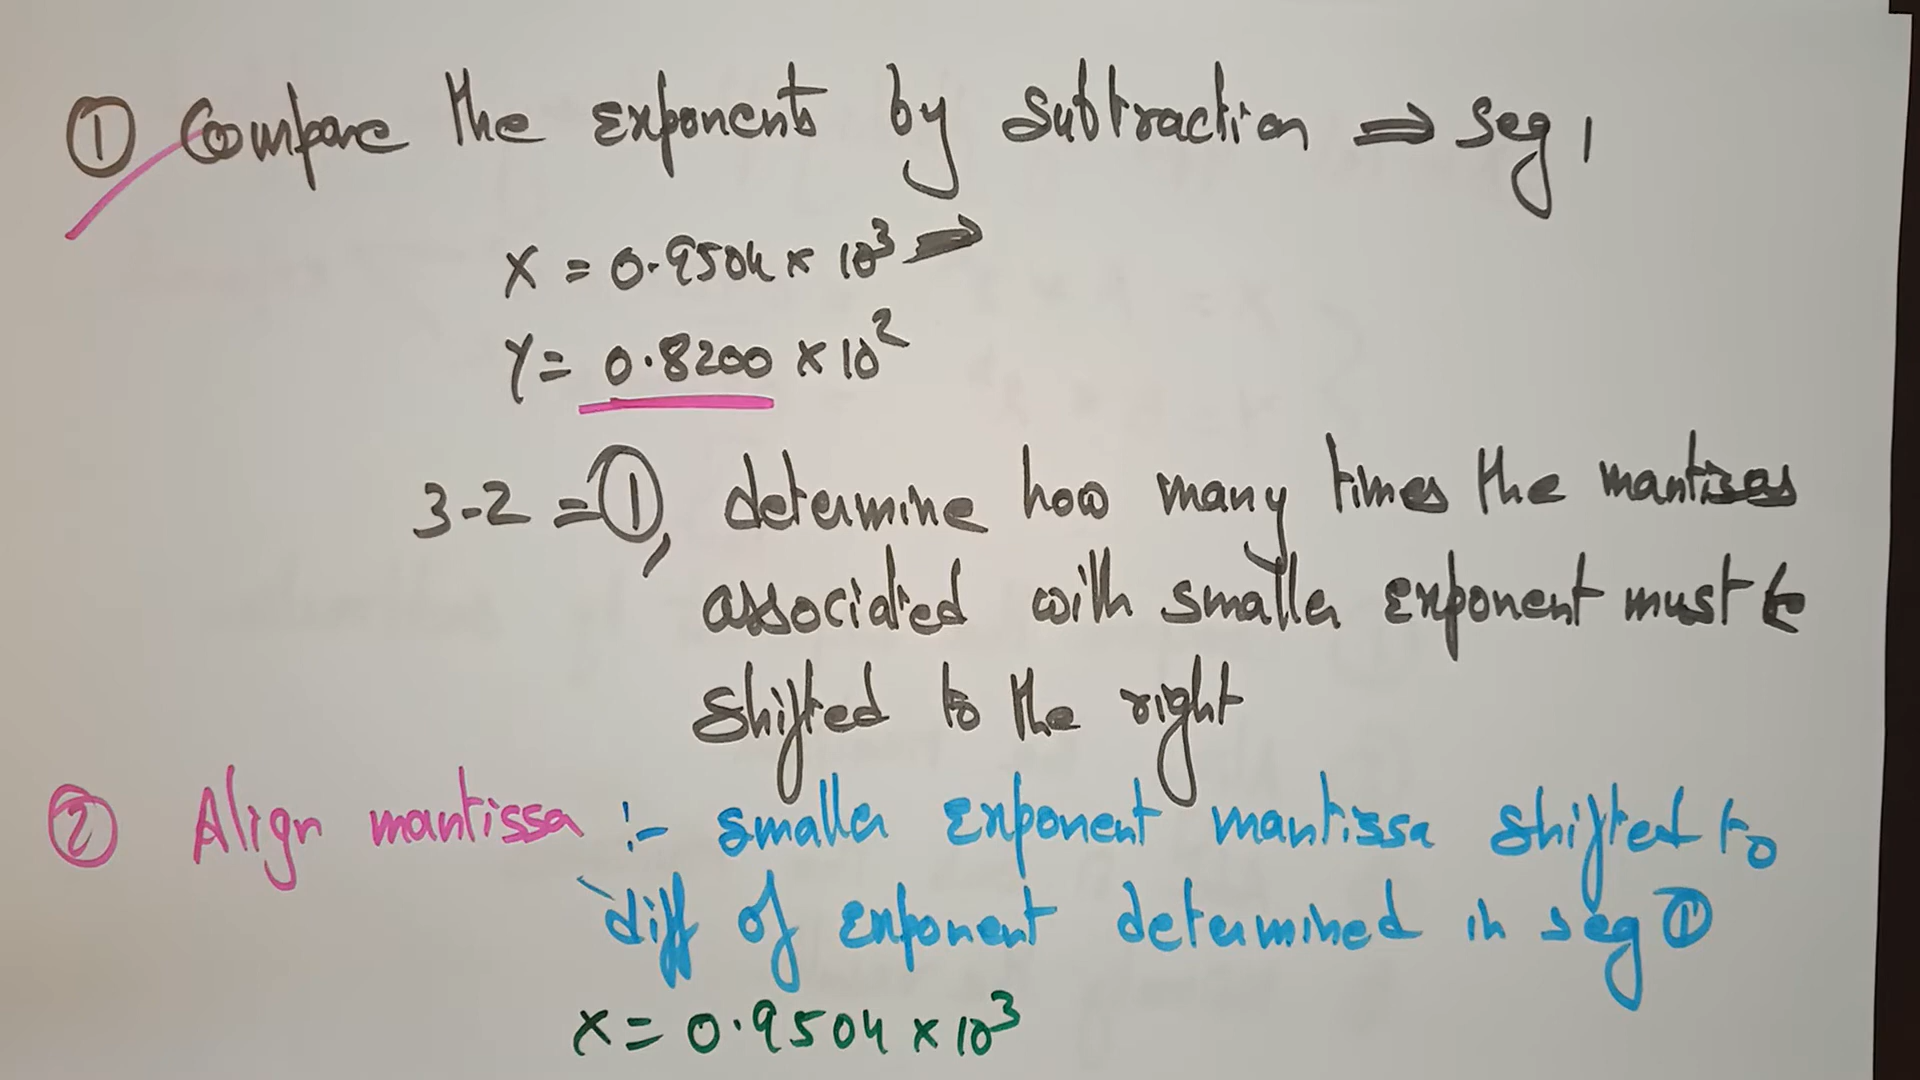 ① Compare the exponents by subtraction ⇒ seg 1
X = 0.9504 × 10³ ⇒
Y = 0.8200 × 10²
3-2 = ①, determine how many times the mantissas
associated with smaller exponent must be
shifted to the right
② Align mantissa :- smaller exponent mantissa shifted to
diff of exponent determined in seg ①
X = 0.9504 × 10³